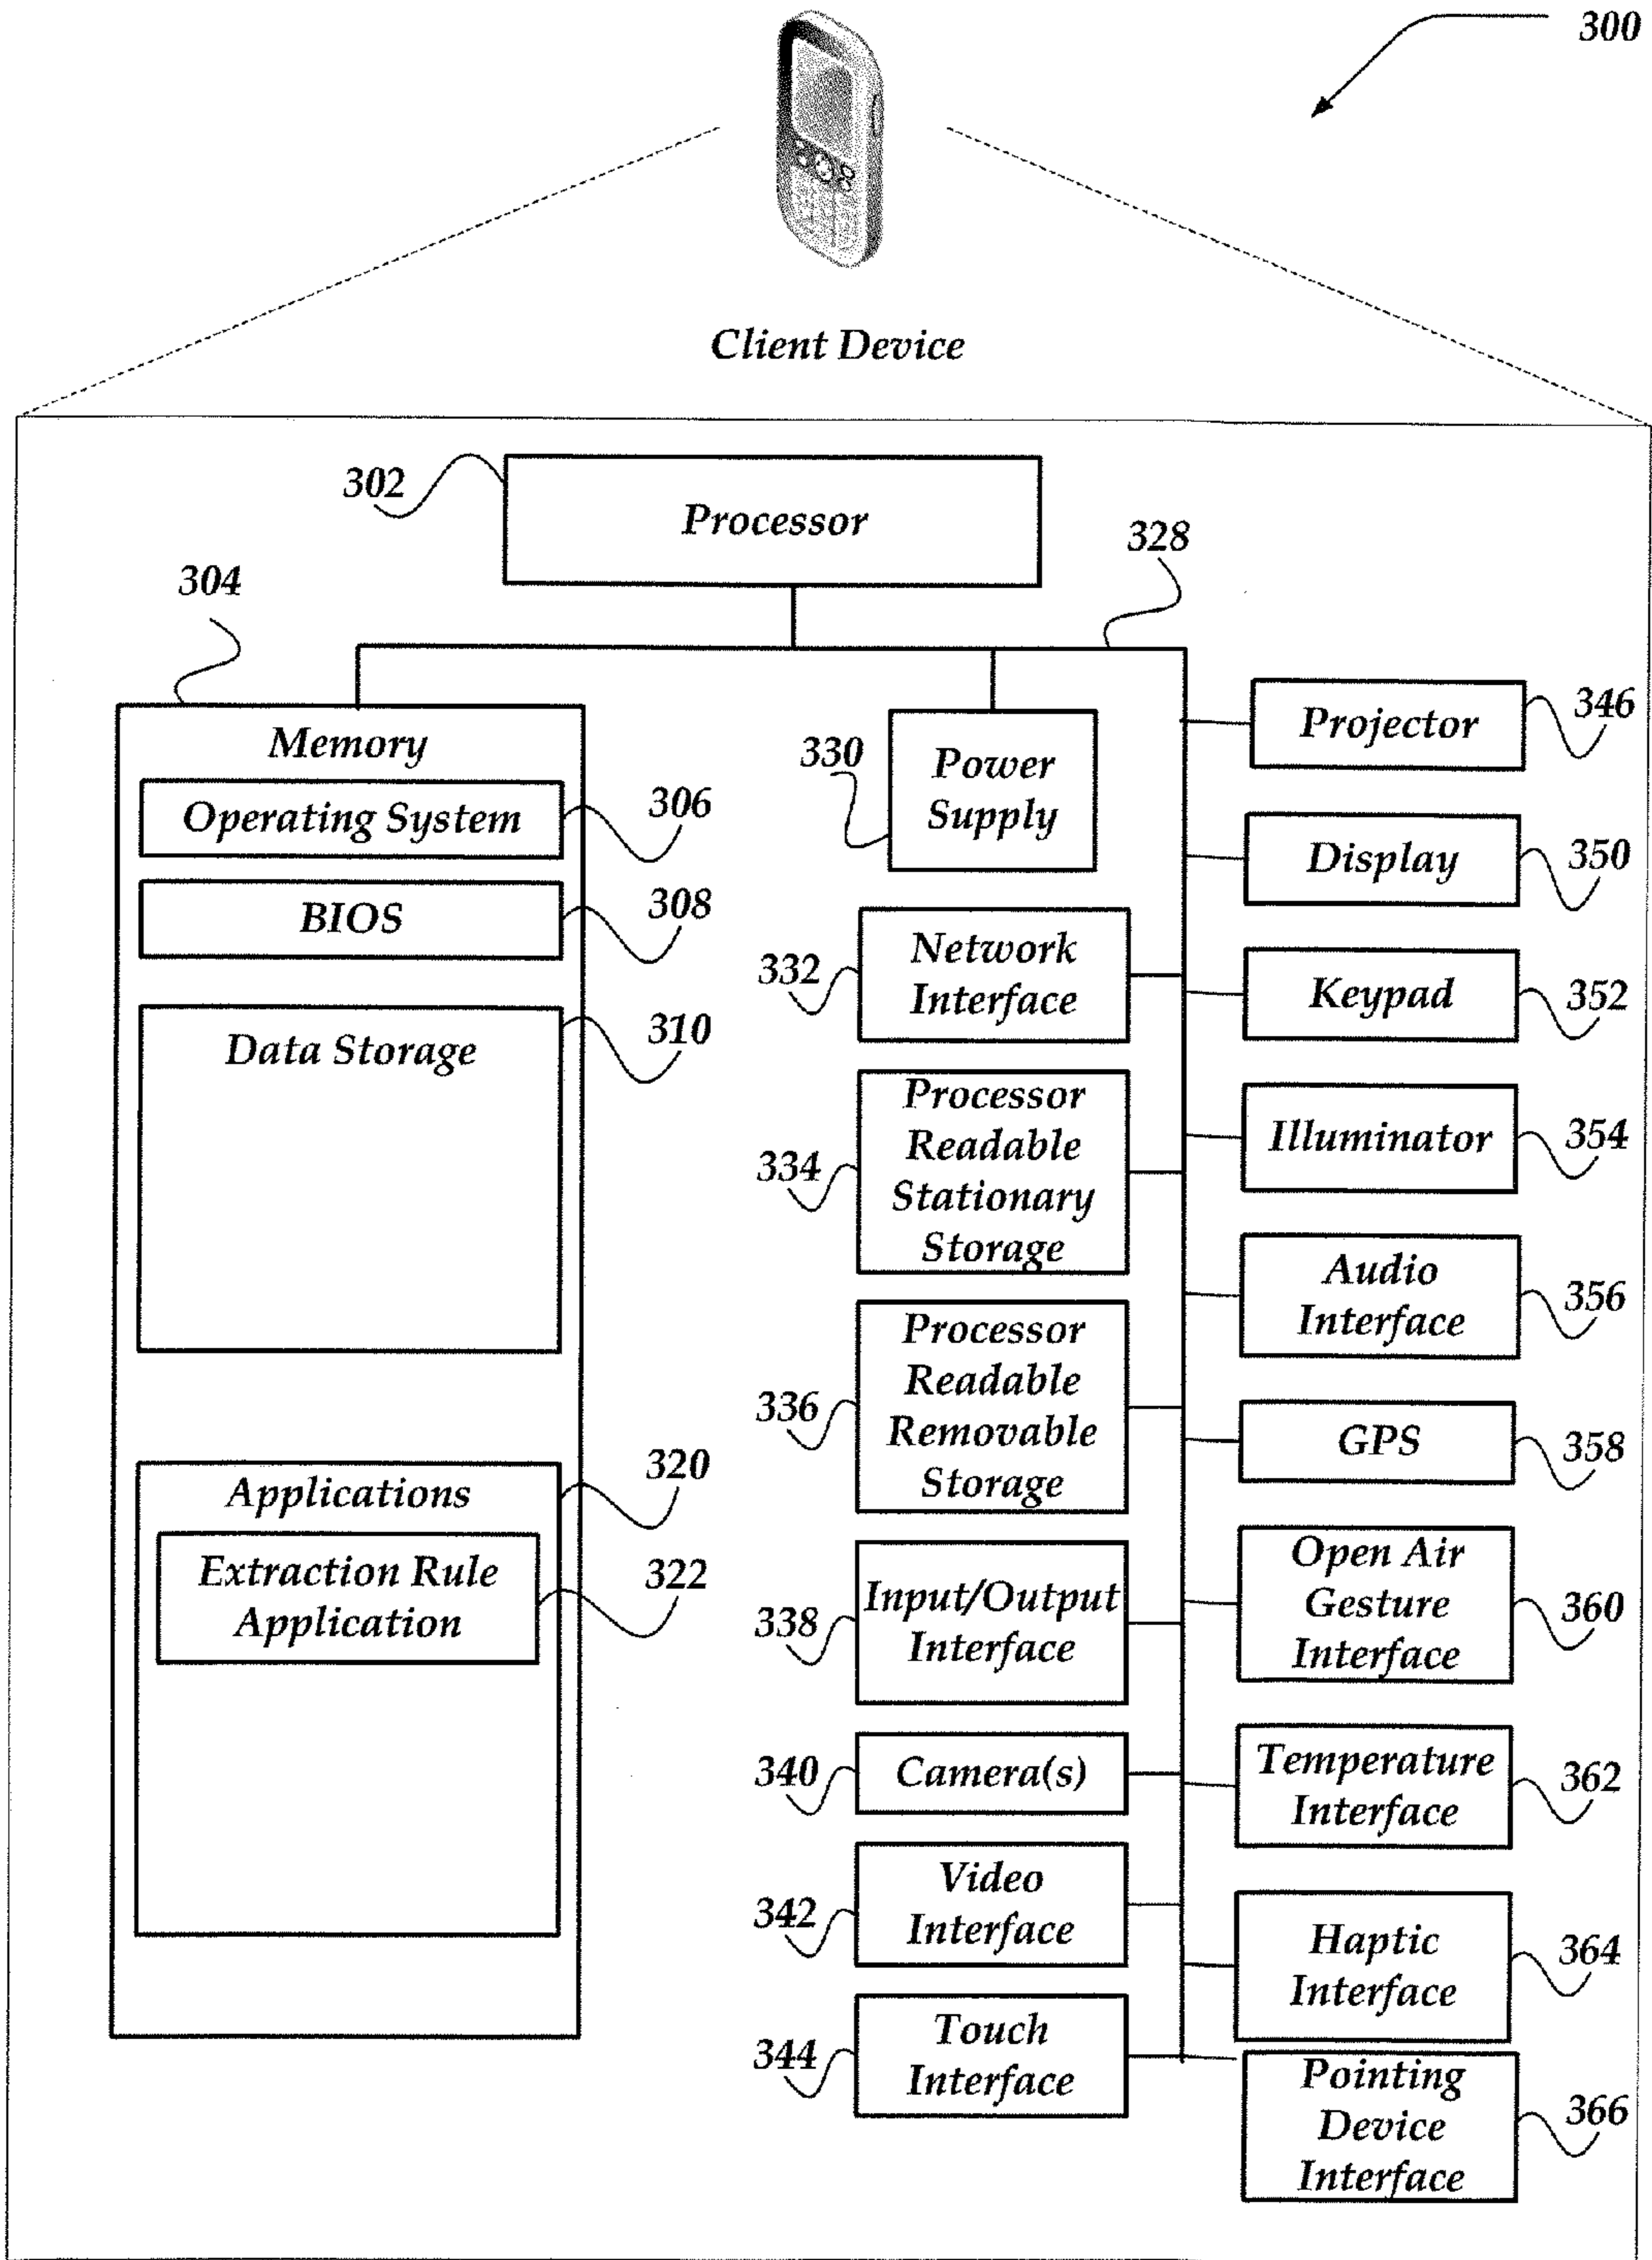 300
Client Device
302
Processor
328
304
Memory
Operating System
306
BIOS
308
Data Storage
310
Applications
320
Extraction Rule
Application
322
330
Power
Supply
332
Network
Interface
334
Processor
Readable
Stationary
Storage
336
Processor
Readable
Removable
Storage
338
Input/Output
Interface
340
Camera(s)
342
Video
Interface
344
Touch
Interface
Projector
346
Display
350
Keypad
352
Illuminator
354
Audio
Interface
356
GPS
358
Open Air
Gesture
Interface
360
Temperature
Interface
362
Haptic
Interface
364
Pointing
Device
Interface
366